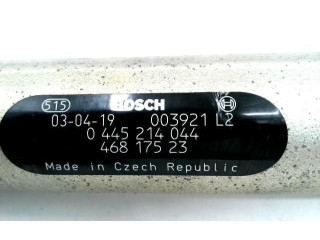 515 BOSCH
03-04-19 003921 L2
0 445 214 044
468 175 23
Made in Czech Republic